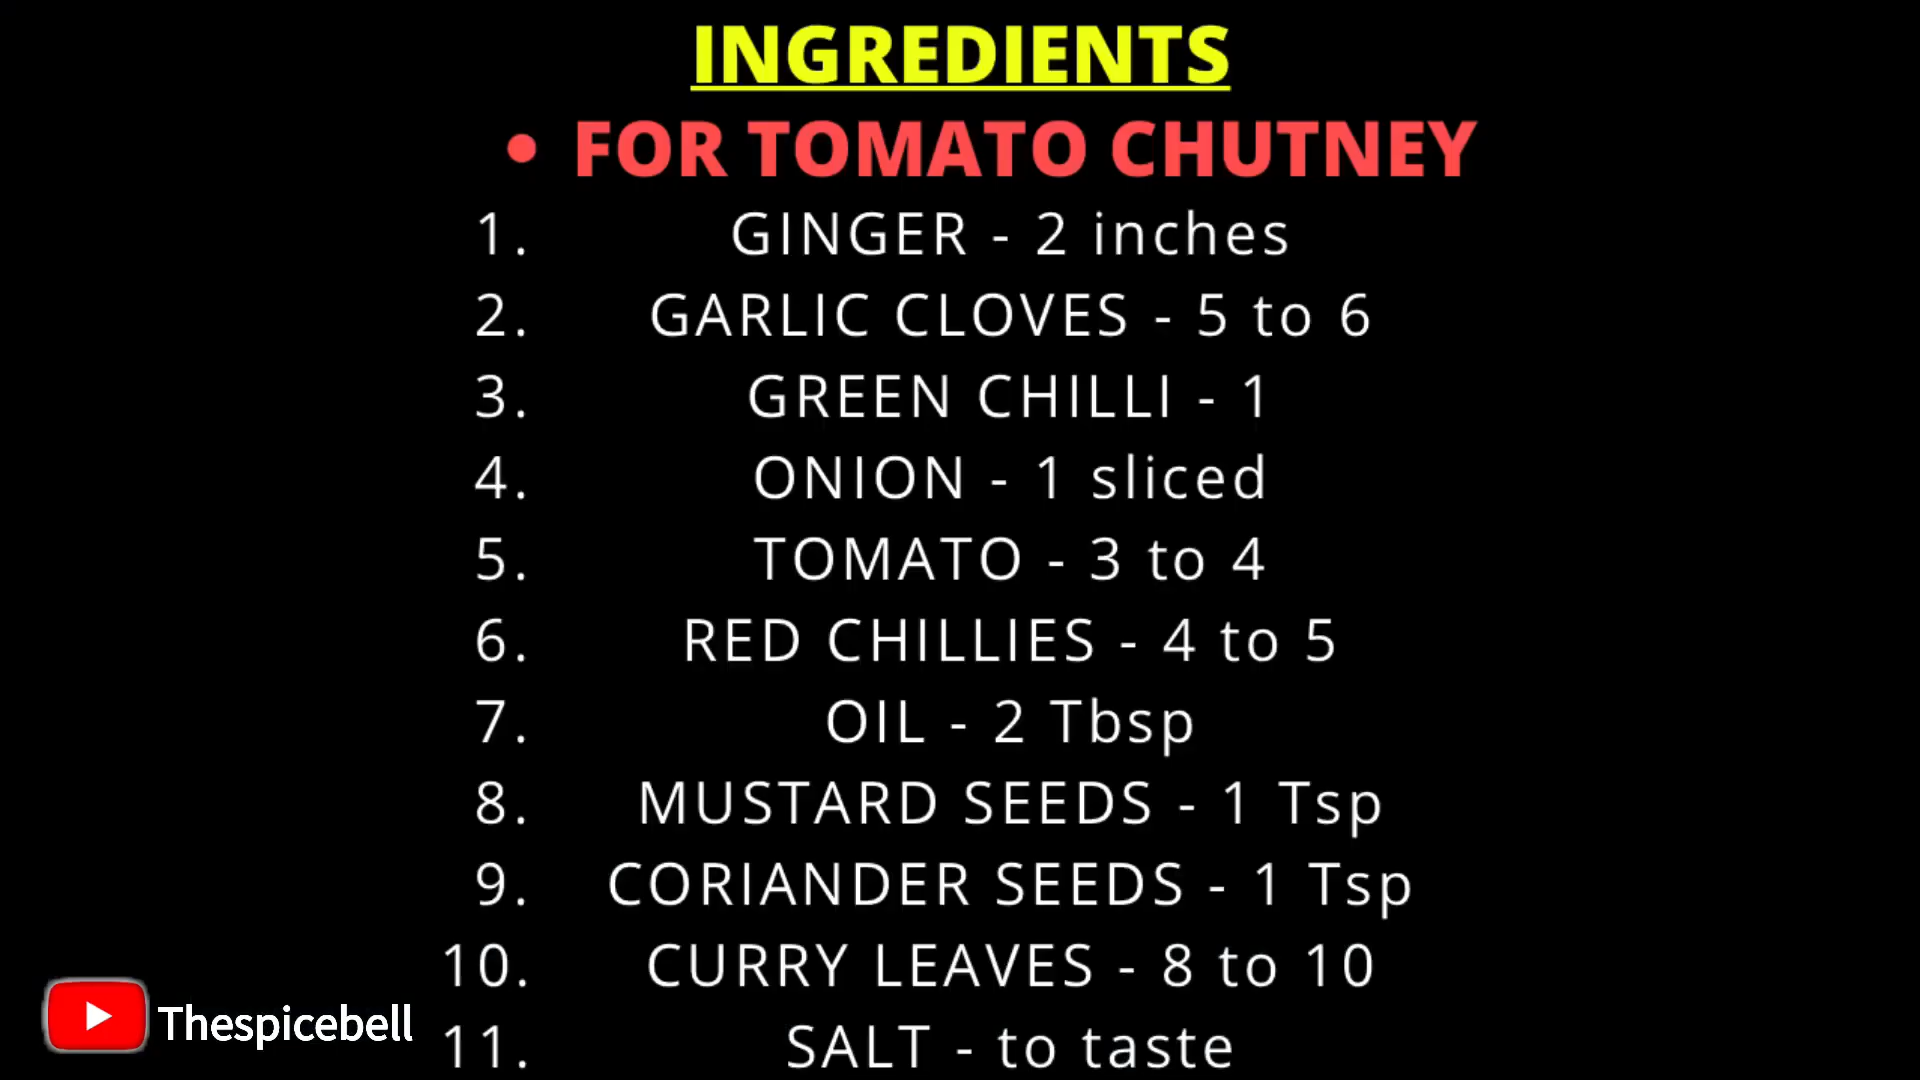 INGREDIENTS
• FOR TOMATO CHUTNEY
1. GINGER - 2 inches
2. GARLIC CLOVES - 5 to 6
3. GREEN CHILLI - 1
4. ONION - 1 sliced
5. TOMATO - 3 to 4
6. RED CHILLIES - 4 to 5
7. OIL - 2 Tbsp
8. MUSTARD SEEDS - 1 Tsp
9. CORIANDER SEEDS - 1 Tsp
10. CURRY LEAVES - 8 to 10
11. SALT - to taste
Thespicebell